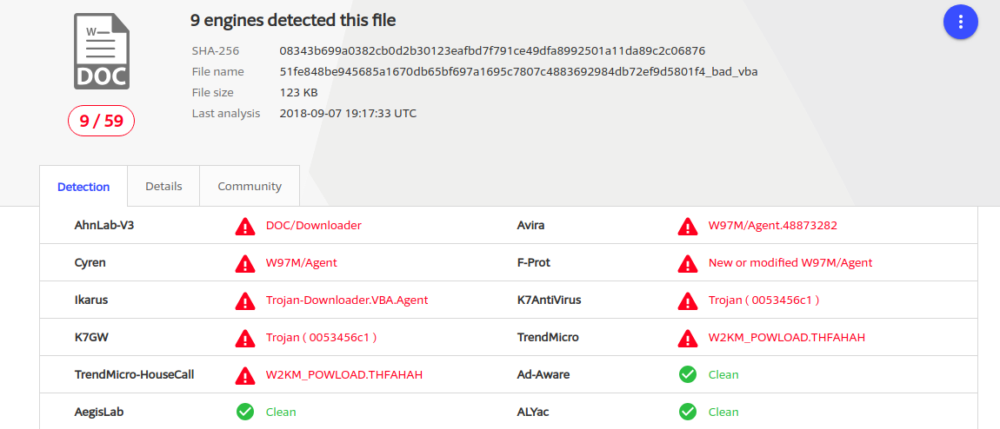 W
DOC
9 / 59
9 engines detected this file
SHA-256 08343b699a0382cb0d2b30123eafbd7f791ce49dfa8992501a11da89c2c06876
File name 51fe848be945685a1670db65bf697a1695c7807c4883692984db72ef9d5801f4_bad_vba
File size 123 KB
Last analysis 2018-09-07 19:17:33 UTC
Detection Details Community
AhnLab-V3 DOC/Downloader Avira W97M/Agent.48873282
Cyren W97M/Agent F-Prot New or modified W97M/Agent
Ikarus Trojan-Downloader.VBA.Agent K7AntiVirus Trojan ( 0053456c1 )
K7GW Trojan ( 0053456c1 ) TrendMicro W2KM_POWLOAD.THFAHAH
TrendMicro-HouseCall W2KM_POWLOAD.THFAHAH Ad-Aware Clean
AegisLab Clean ALYac Clean